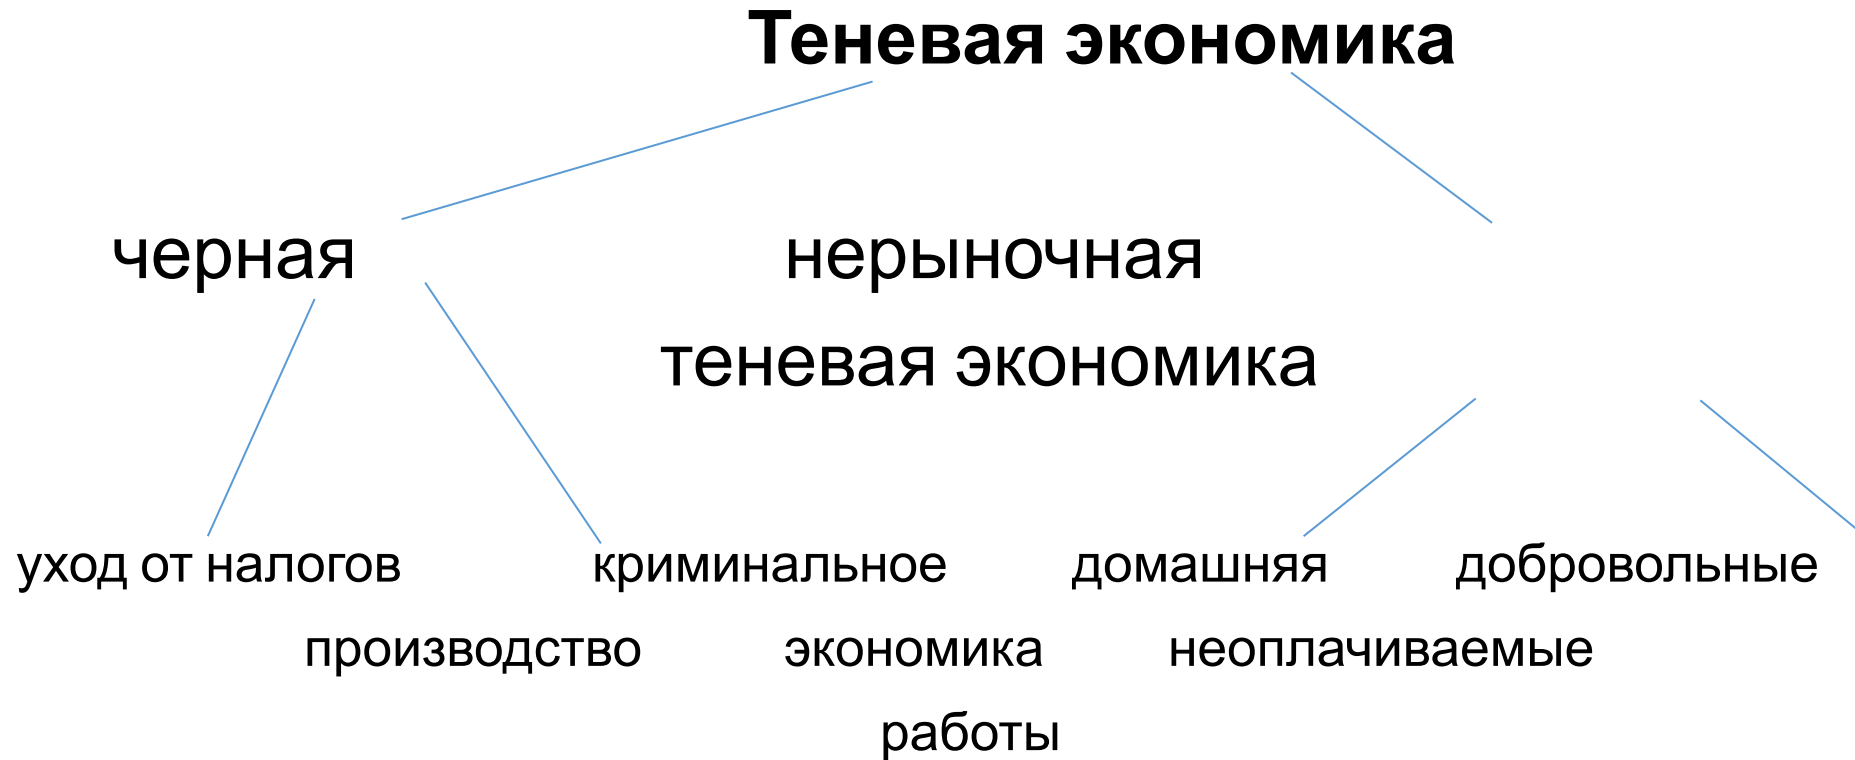 Теневая экономика
черная нерыночная
теневая экономика
уход от налогов криминальное домашняя добровольные
производство экономика неоплачиваемые
работы